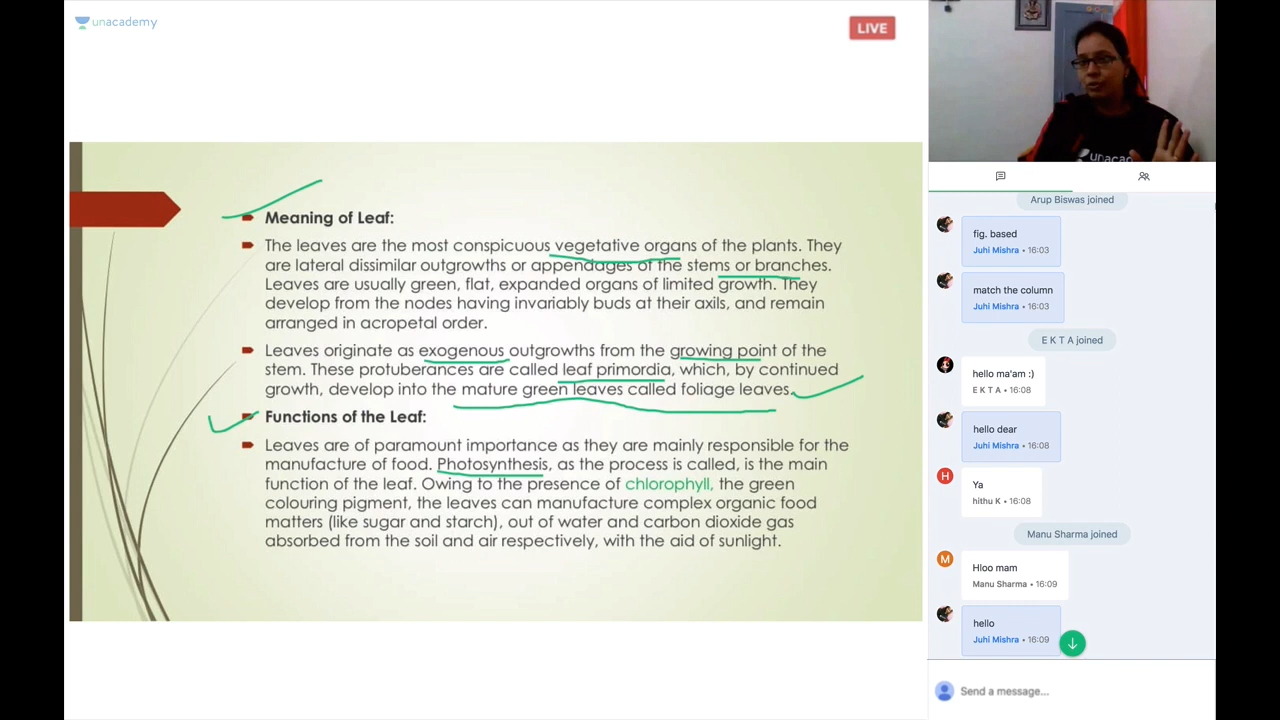 unacademy
LIVE
Meaning of Leaf:
The leaves are the most conspicuous vegetative organs of the plants. They
are lateral dissimilar outgrowths or appendages of the stems or branches.
Leaves are usually green, flat, expanded organs of limited growth. They
develop from the nodes having invariably buds at their axils, and remain
arranged in acropetal order.
Leaves originate as exogenous outgrowths from the growing point of the
stem. These protuberances are called leaf primordia, which, by continued
growth, develop into the mature green leaves called foliage leaves.
Functions of the Leaf:
Leaves are of paramount importance as they are mainly responsible for the
manufacture of food. Photosynthesis, as the process is called, is the main
function of the leaf. Owing to the presence of chlorophyll, the green
colouring pigment, the leaves can manufacture complex organic food
matters (like sugar and starch), out of water and carbon dioxide gas
absorbed from the soil and air respectively, with the aid of sunlight.
unacad
Arup Biswas joined
fig. based
Juhi Mishra • 16:03
match the column
Juhi Mishra • 16:03
E K T A joined
hello ma'am :)
E K T A • 16:08
hello dear
Juhi Mishra • 16:08
H
Ya
hithu K • 16:08
Manu Sharma joined
M
Hloo mam
Manu Sharma • 16:09
hello
Juhi Mishra • 16:09
Send a message...